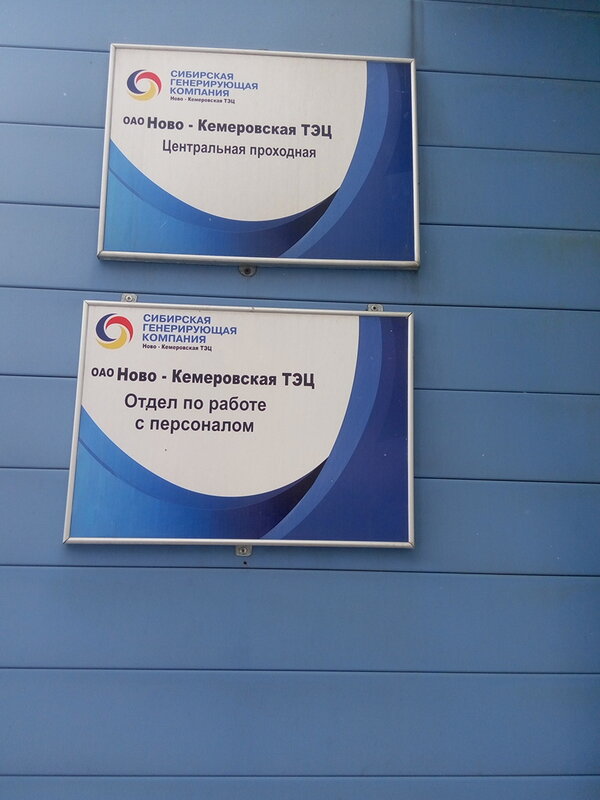 СИБИРСКАЯ
ГЕНЕРИРУЮЩАЯ
КОМПАНИЯ
Ново - Кемеровская ТЭЦ
ОАО Ново - Кемеровская ТЭЦ
Центральная проходная
СИБИРСКАЯ
ГЕНЕРИРУЮЩАЯ
КОМПАНИЯ
Ново - Кемеровская ТЭЦ
ОАО Ново - Кемеровская ТЭЦ
Отдел по работе
с персоналом